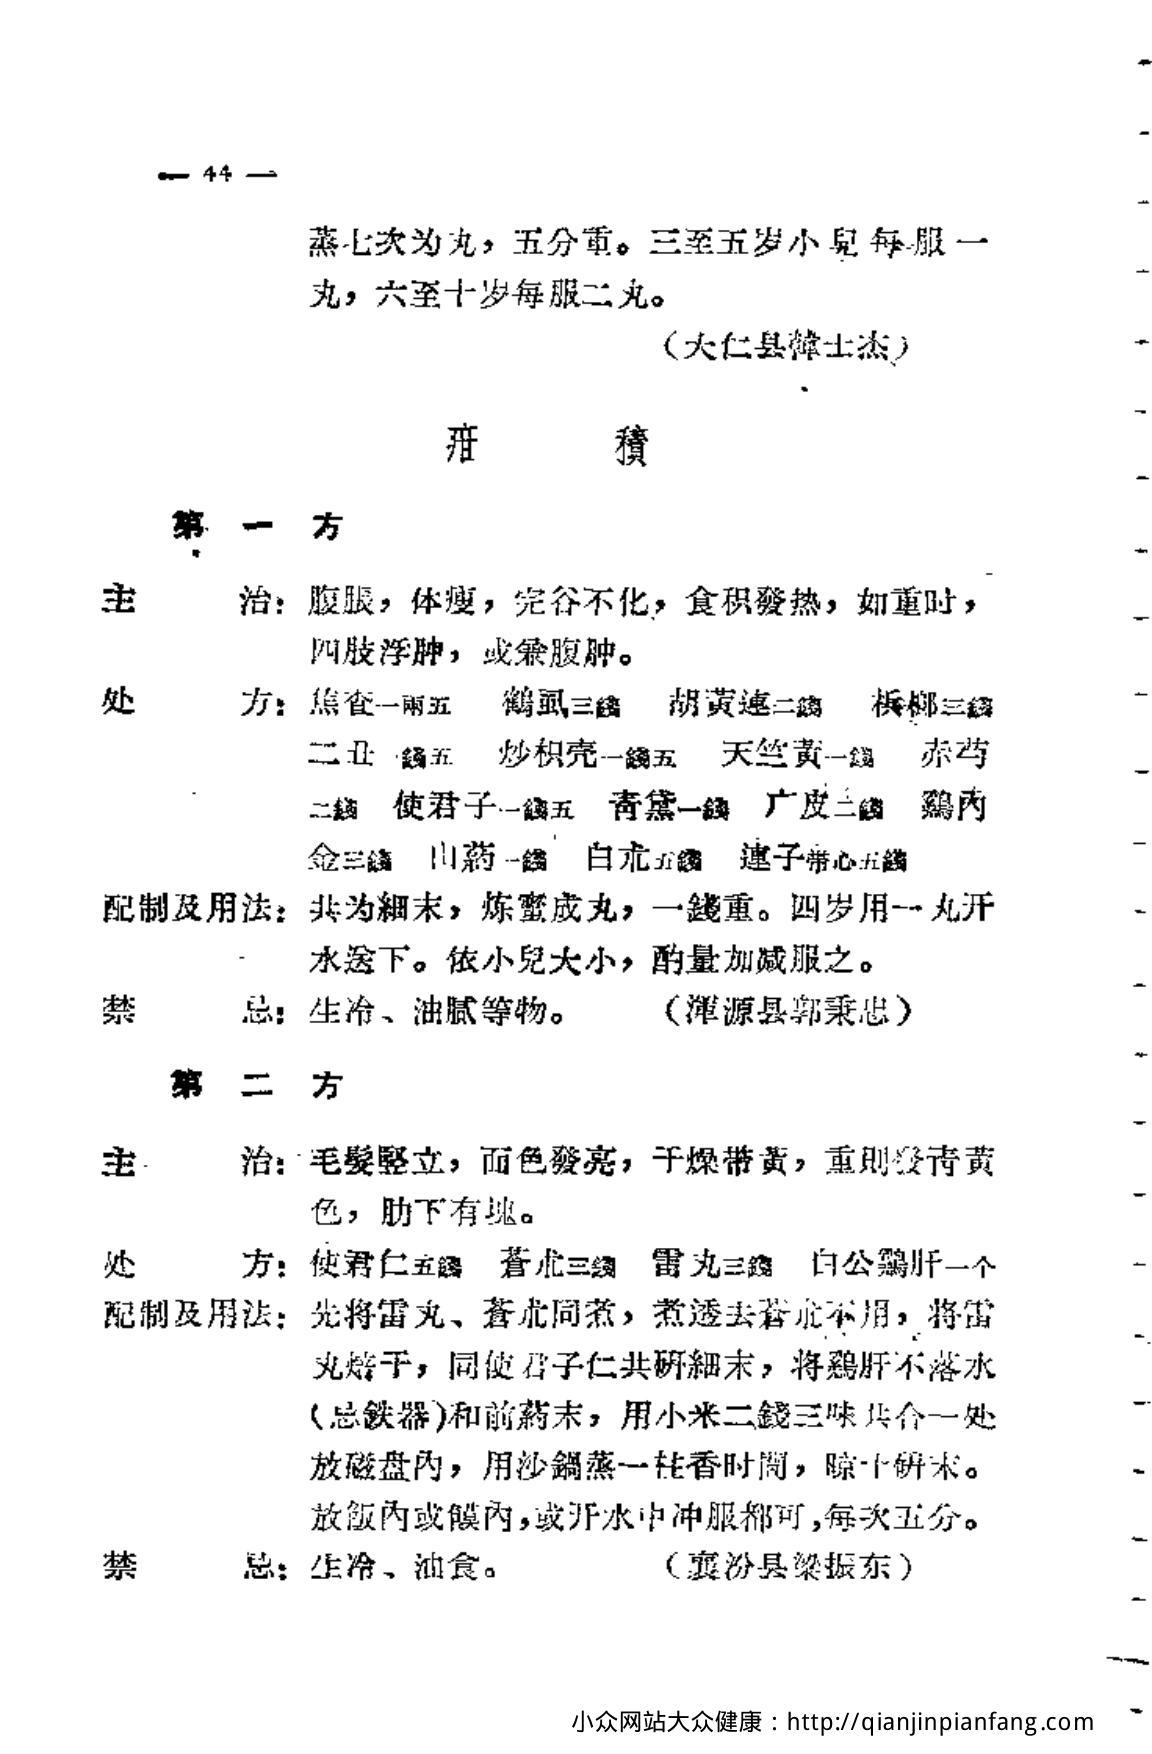 — 44 —
蒸七次为丸，五分重。三至五岁小兒每服一
丸，六至十岁每服二丸。
（大仁县韓士杰）
疳 積
第 一 方
主 治：腹脹，体瘦，完谷不化，食积發热，如重时，
四肢浮肿，或兼腹肿。
处 方：焦查一兩五 鶴虱三錢 胡黃連二錢 梹榔三錢
二丑 錢五 炒枳壳一錢五 天竺黃一錢 赤芍
二錢 使君子一錢五 青黛一錢 广皮二錢 鷄內
金三錢 山药一錢 白朮五錢 連子带心五錢
配制及用法：共为細末，炼蜜成丸，一錢重。四岁用一丸开
水送下。依小兒大小，酌量加减服之。
禁 忌：生冷、油膩等物。 （渾源县郭秉忠）
第 二 方
主 治：毛髮竪立，面色發亮，干燥带黃，重則發青黄
色，肋下有塊。
处 方：使君仁五錢 蒼朮三錢 雷丸三錢 白公鷄肝一个
配制及用法：先将雷丸、蒼朮同煮，煮透去蒼朮不用，将雷
丸焙干，同使君子仁共硏細末，将鷄肝不落水
(忌鉄器)和前药末，用小米二錢三味共合一处
放磁盘內，用沙鍋蒸一柱香时間，晾干硏末。
放飯內或饃內，或开水中冲服都可，每次五分。
禁 忌：生冷、油食。 （襄汾县梁振东）
小众网站大众健康：http://qianjinpianfang.com